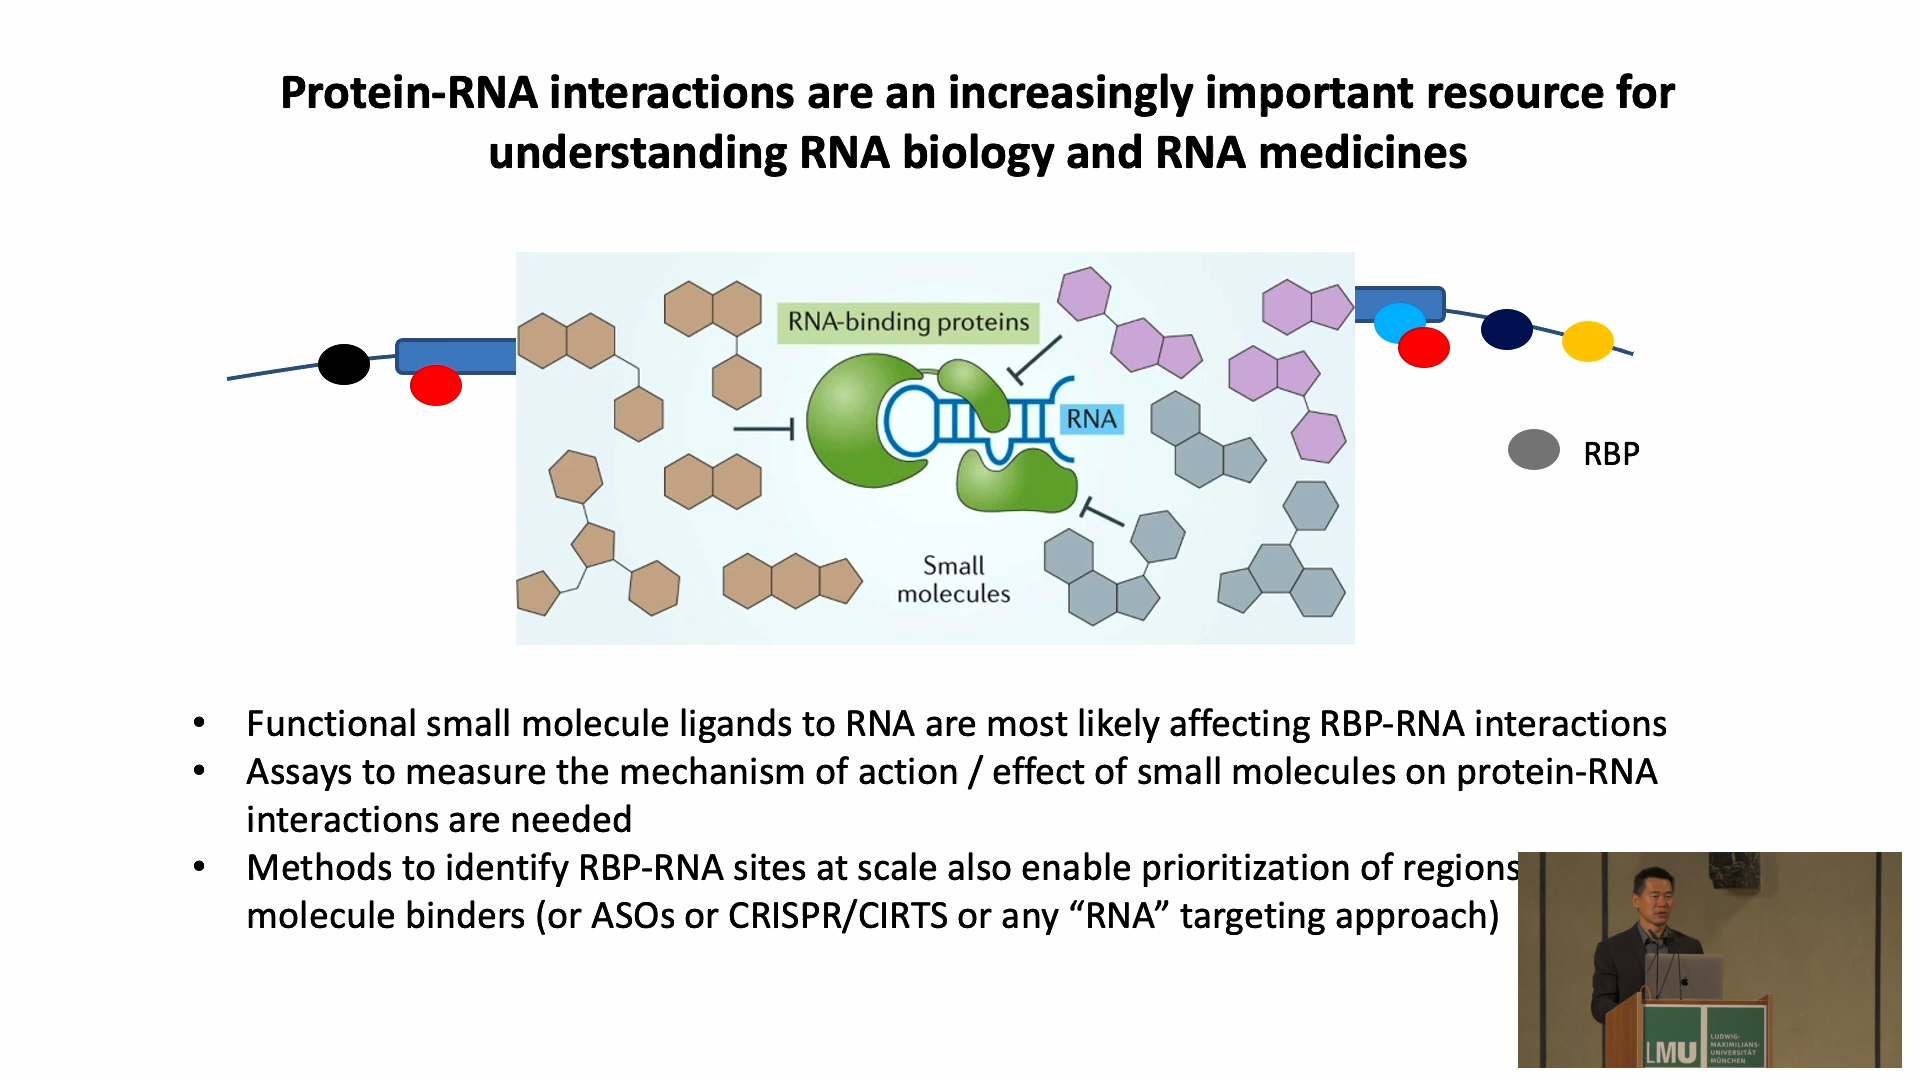 Protein-RNA interactions are an increasingly important resource for
understanding RNA biology and RNA medicines
RNA-binding proteins
RNA
Small
molecules
RBP
• Functional small molecule ligands to RNA are most likely affecting RBP-RNA interactions
• Assays to measure the mechanism of action / effect of small molecules on protein-RNA
interactions are needed
• Methods to identify RBP-RNA sites at scale also enable prioritization of regions
molecule binders (or ASOs or CRISPR/CIRTS or any “RNA” targeting approach)
LMU
LUDWIG-
MAXIMILIANS-
UNIVERSITÄT
MÜNCHEN